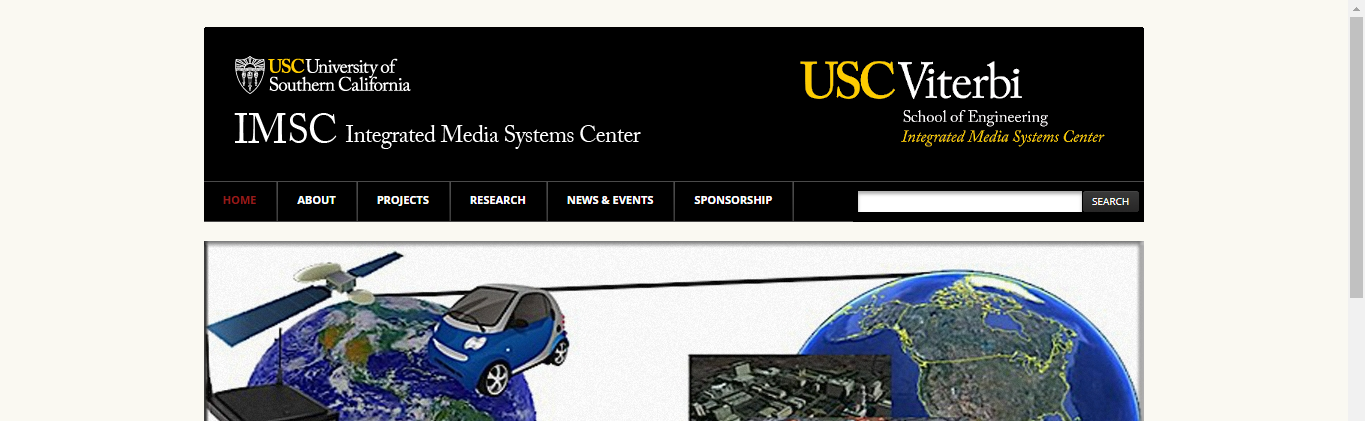 USC University of
Southern California
IMSC Integrated Media Systems Center
USC Viterbi
School of Engineering
Integrated Media Systems Center
HOME ABOUT PROJECTS RESEARCH NEWS & EVENTS SPONSORSHIP SEARCH